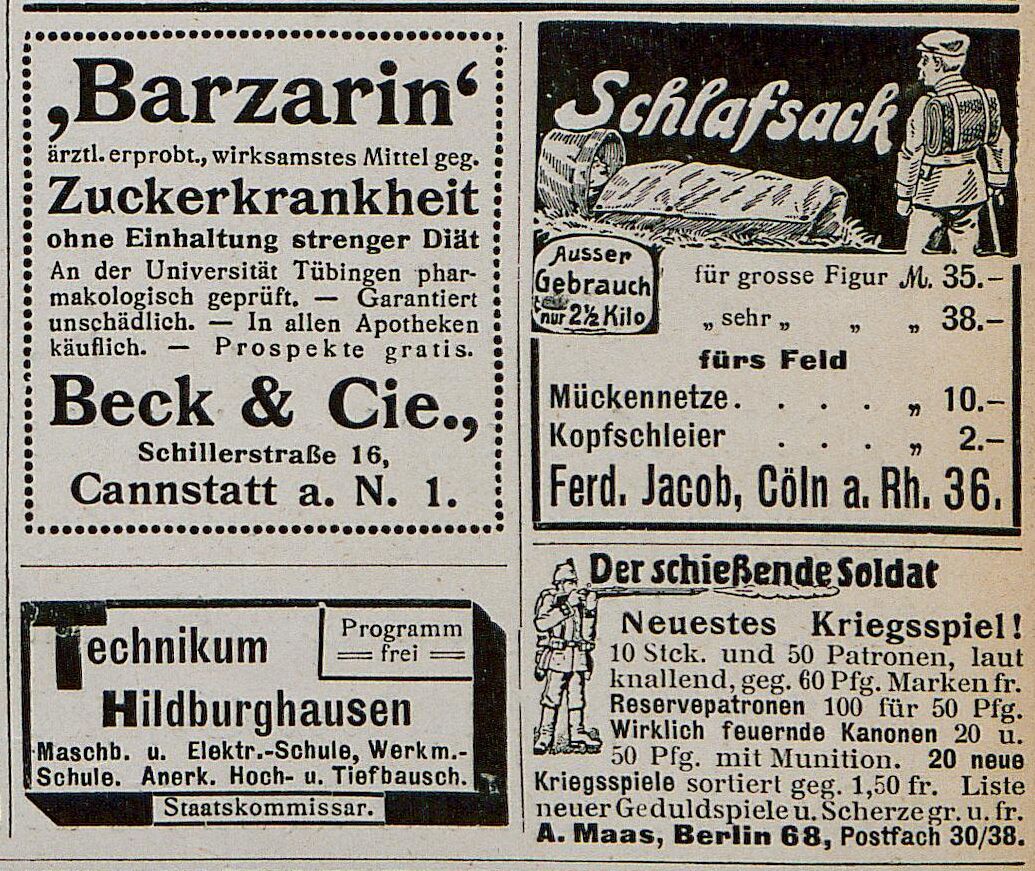 ‚Barzarin‘
ärztl. erprobt., wirksamstes Mittel geg.
Zuckerkrankheit
ohne Einhaltung strenger Diät
An der Universität Tübingen phar-
makologisch geprüft. — Garantiert
unschädlich. — In allen Apotheken
käuflich. — Prospekte gratis.
Beck & Cie.,
Schillerstraße 16,
Cannstatt a. N. 1.
Technikum
Programm
frei
Hildburghausen
Maschb. u. Elektr.-Schule, Werkm.-
Schule. Anerk. Hoch- u. Tiefbausch.
Staatskommissar.
Schlafsack
Ausser
Gebrauch
nur 2½ Kilo
für grosse Figur M. 35.–
„ sehr „ „ „ 38.–
fürs Feld
Mückennetze . . . . „ 10.–
Kopfschleier . . . . „ 2.–
Ferd. Jacob, Cöln a. Rh. 36.
Der schießende Soldat
Neuestes Kriegsspiel!
10 Stck. und 50 Patronen, laut
knallend, geg. 60 Pfg. Marken fr.
Reservepatronen 100 für 50 Pfg.
Wirklich feuernde Kanonen 20 u.
50 Pfg. mit Munition. 20 neue
Kriegsspiele sortiert geg. 1,50 fr. Liste
neuer Geduldspiele u. Scherze gr. u. fr.
A. Maas, Berlin 68, Postfach 30/38.